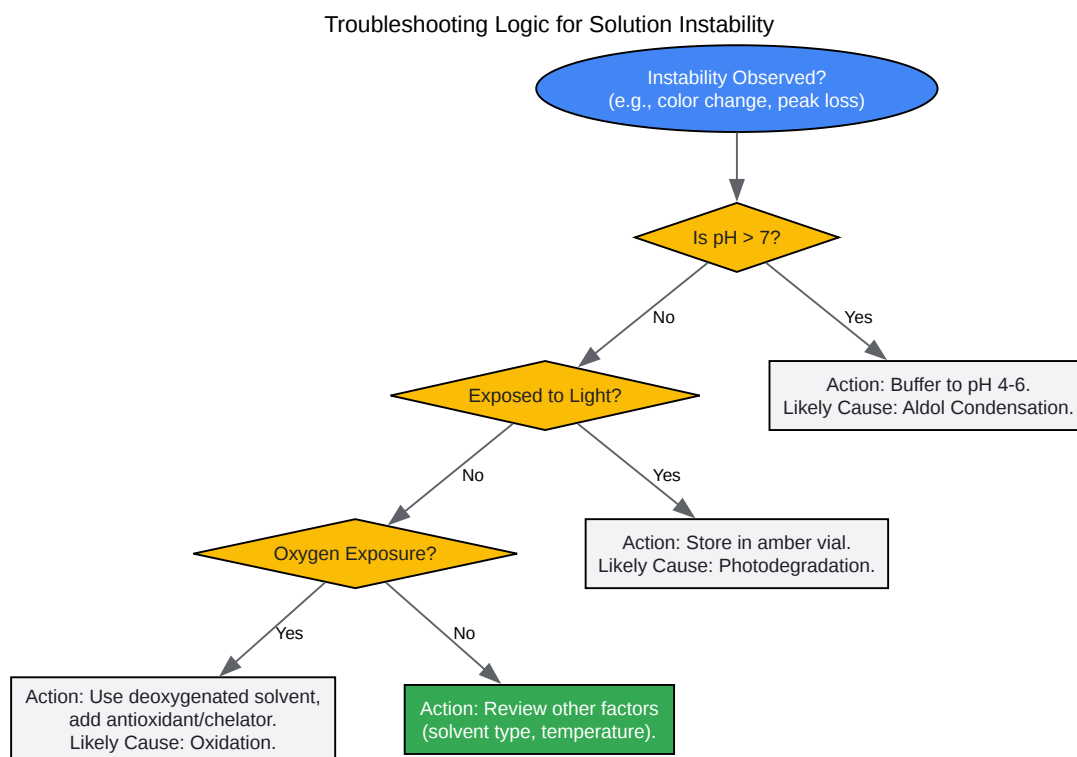 Troubleshooting Logic for Solution Instability
Instability Observed?
(e.g., color change, peak loss)
Is pH > 7?
No
Yes
Exposed to Light?
Action: Buffer to pH 4-6.
Likely Cause: Aldol Condensation.
No
Yes
Oxygen Exposure?
Action: Store in amber vial.
Likely Cause: Photodegradation.
Yes
No
Action: Use deoxygenated solvent,
add antioxidant/chelator.
Likely Cause: Oxidation.
Action: Review other factors
(solvent type, temperature).